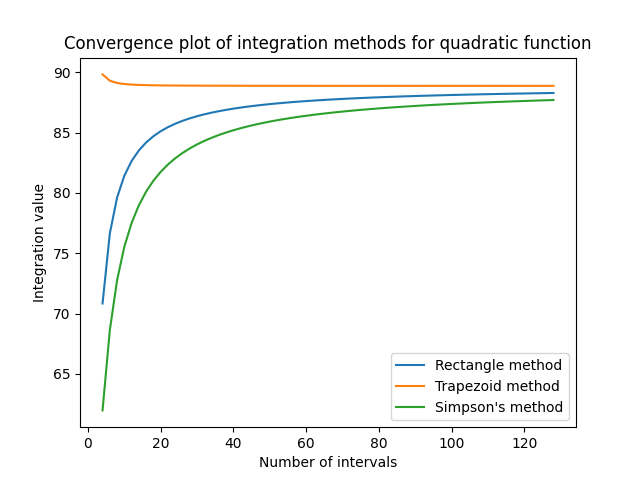 Convergence plot of integration methods for quadratic function
90
85
80
75
70
65
Integration value
0 20 40 60 80 100 120
Number of intervals
Rectangle method
Trapezoid method
Simpson's method